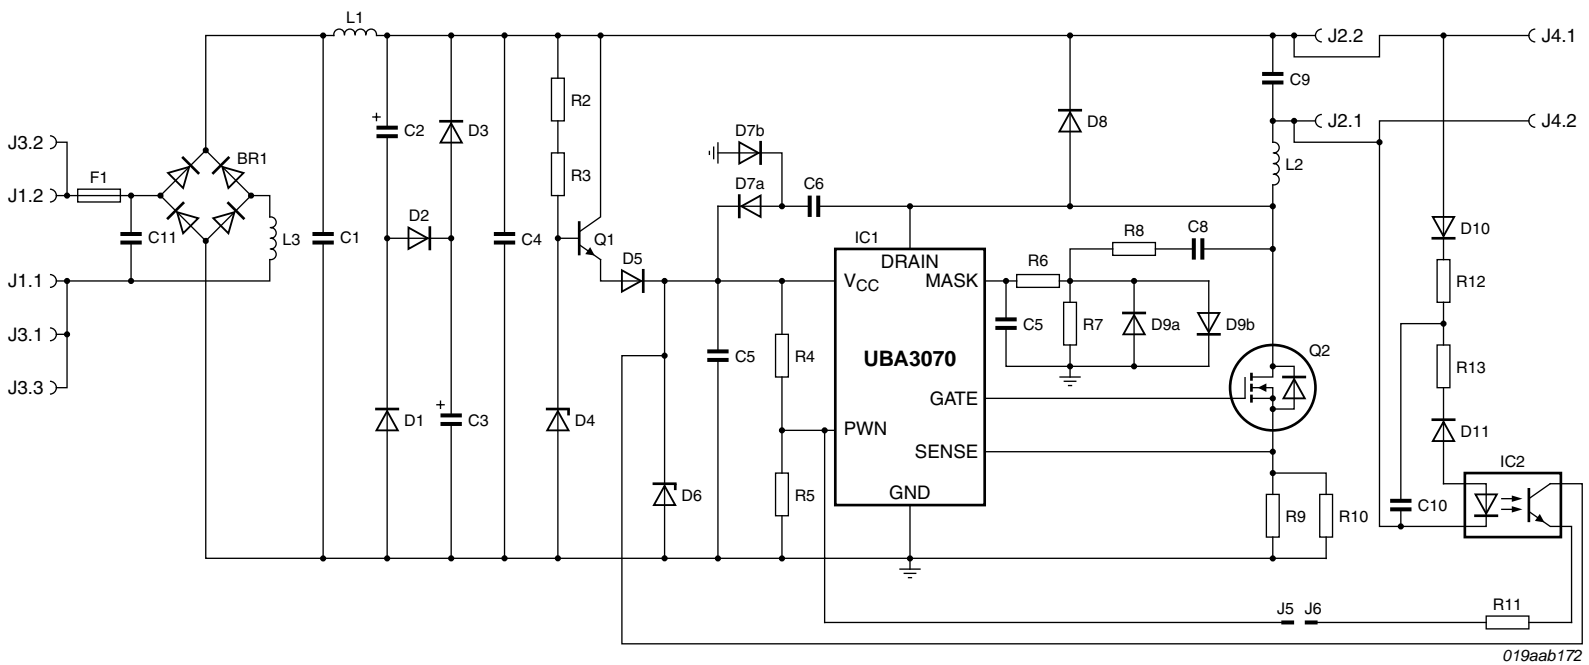 L1
J2.2
J4.1
C9
J3.2
BR1
+
C2
D3
R2
D7b
D8
J2.1
J4.2
F1
R3
L2
J1.2
D7a
C6
D2
Q1
R8
C8
D10
C11
L3
C1
C4
IC1
D5
R6
J1.1
DRAIN
VCC
MASK
R12
J3.1
C5
R7
D9a
D9b
C5
R4
UBA3070
Q2
R13
J3.3
+
GATE
D1
C3
D4
PWN
D11
SENSE
IC2
D6
R5
GND
C10
R9
R10
J5
J6
R11
019aab172